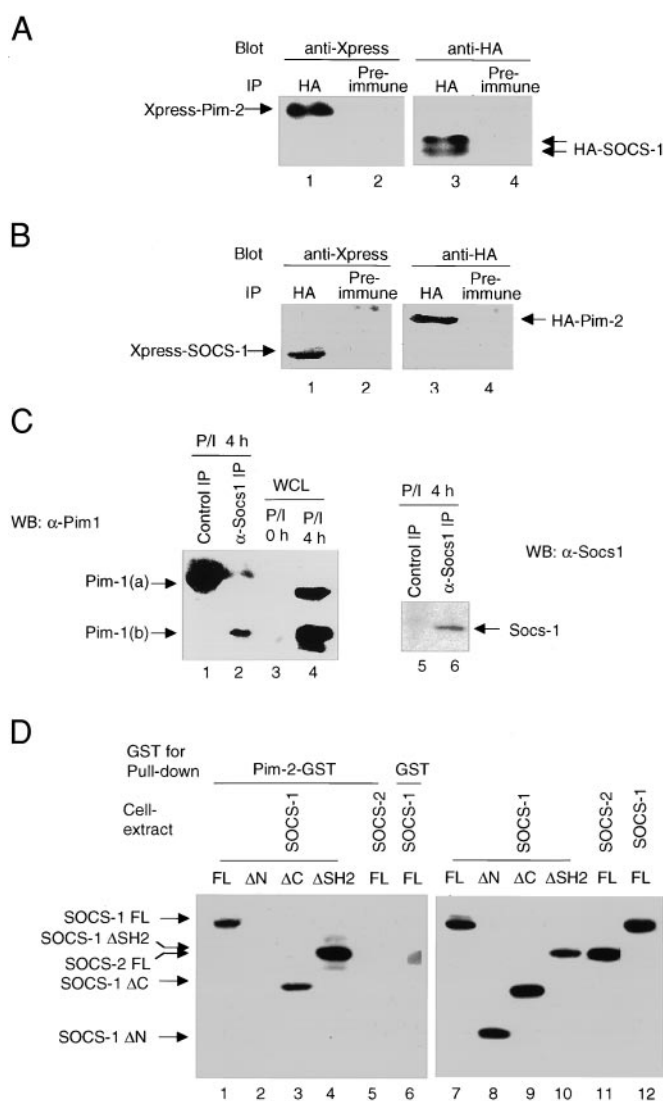 A
Blot anti-Xpress anti-HA
IP HA Pre-immune HA Pre-immune
Xpress-Pim-2
HA-SOCS-1
1 2 3 4
B
Blot anti-Xpress anti-HA
IP HA Pre-immune HA Pre-immune
HA-Pim-2
Xpress-SOCS-1
1 2 3 4
C
P/I 4 h
WB: α-Pim1
Control IP
α-Socs1 IP
WCL
P/I 0 h
P/I 4 h
Pim-1(a)
Pim-1(b)
1 2 3 4
P/I 4 h
Control IP
α-Socs1 IP
WB: α-Socs1
Socs-1
5 6
D
GST for Pull-down
Pim-2-GST GST
Cell-extract
SOCS-1 SOCS-2 SOCS-1 SOCS-1 SOCS-2 SOCS-1
FL ΔN ΔC ΔSH2 FL FL FL ΔN ΔC ΔSH2 FL FL
SOCS-1 FL
SOCS-1 ΔSH2
SOCS-2 FL
SOCS-1 ΔC
SOCS-1 ΔN
1 2 3 4 5 6 7 8 9 10 11 12